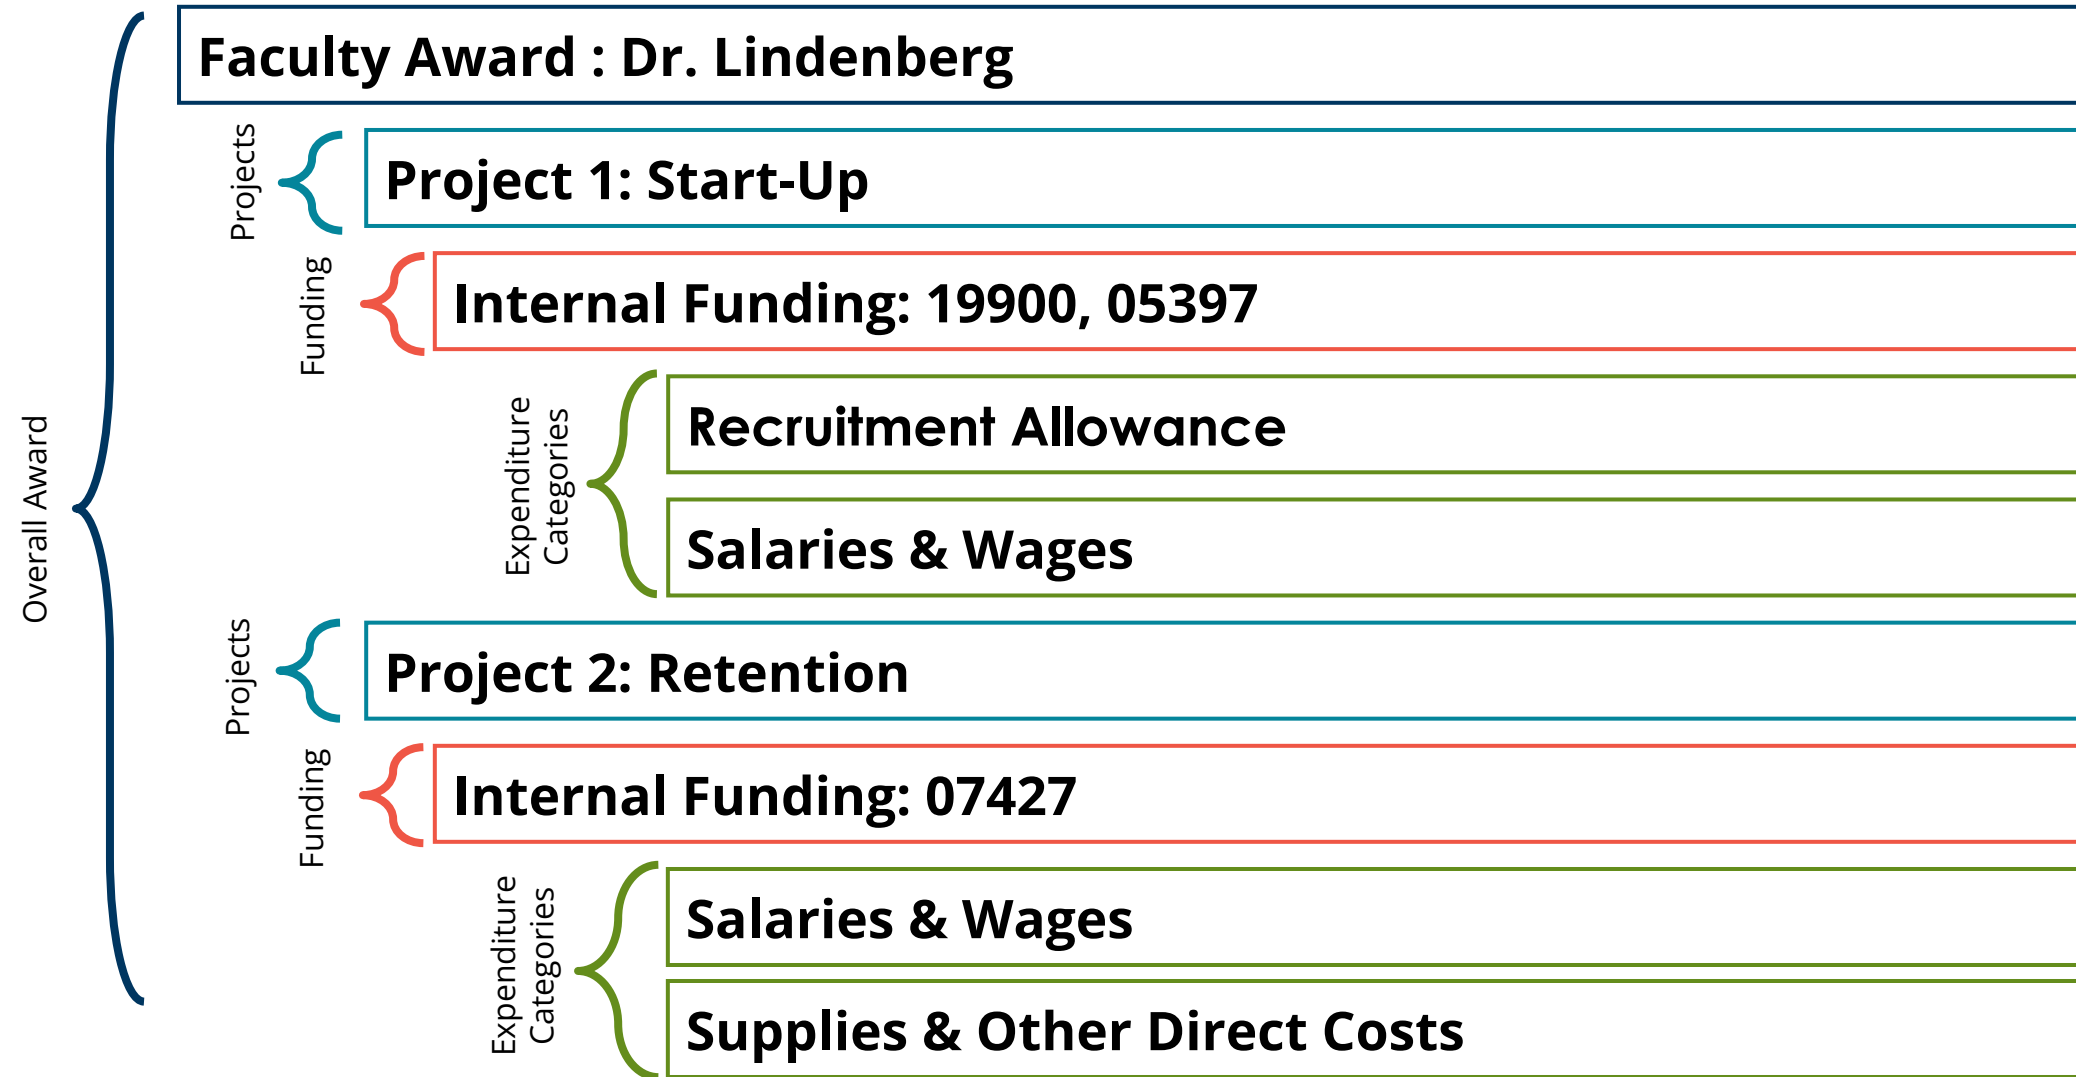 Overall Award
Faculty Award : Dr. Lindenberg
Projects
Project 1: Start-Up
Funding
Internal Funding: 19900, 05397
Expenditure
Categories
Recruitment Allowance
Salaries & Wages
Projects
Project 2: Retention
Funding
Internal Funding: 07427
Expenditure
Categories
Salaries & Wages
Supplies & Other Direct Costs